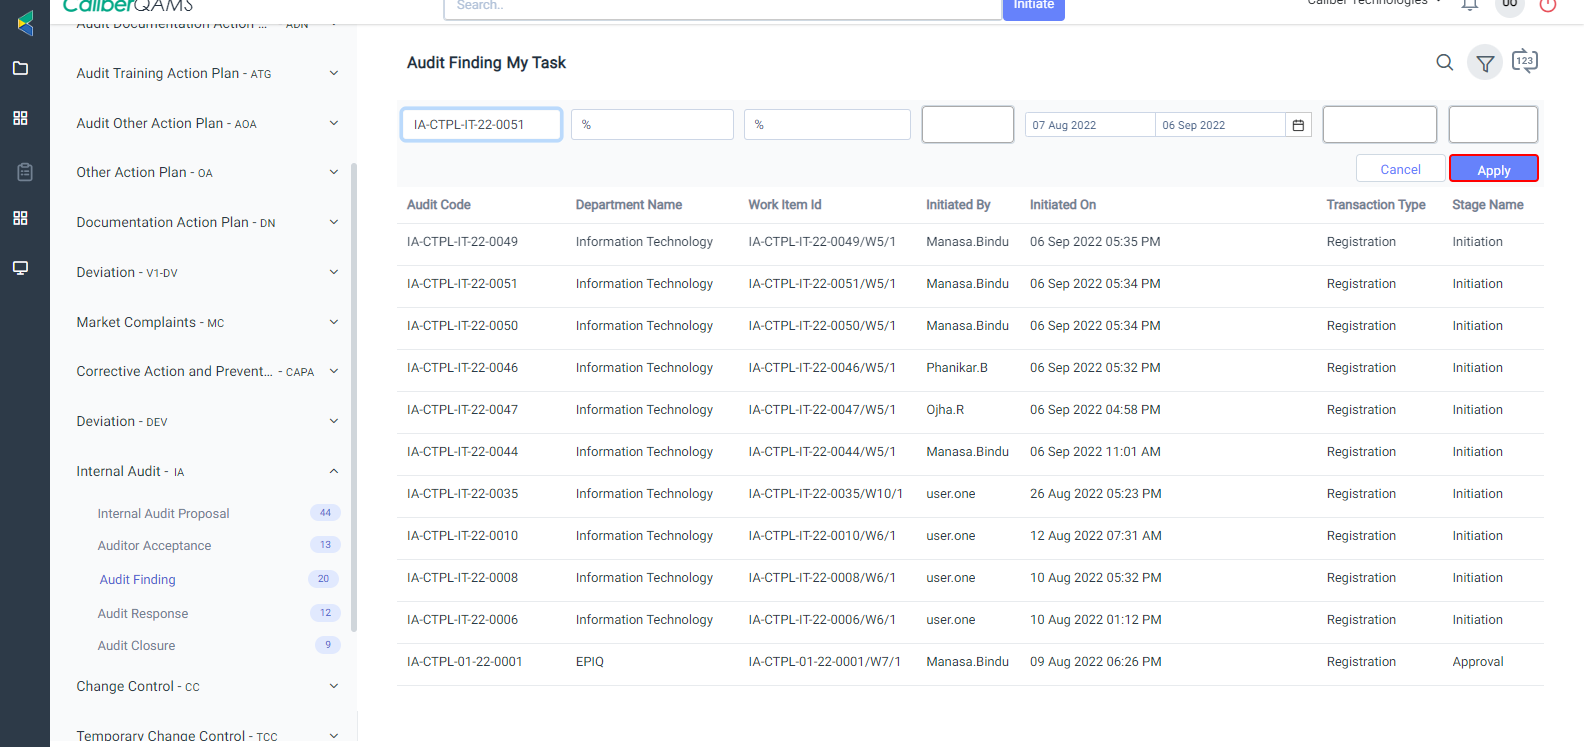 CaliberQAMS
Search..
Initiate
Caliber Technologies
Audit Documentation Action ... - ADN
Audit Training Action Plan - ATG
Audit Other Action Plan - AOA
Other Action Plan - OA
Documentation Action Plan - DN
Deviation - V1-DV
Market Complaints - MC
Corrective Action and Prevent... - CAPA
Deviation - DEV
Internal Audit - IA
Internal Audit Proposal 44
Auditor Acceptance 13
Audit Finding 20
Audit Response 12
Audit Closure 9
Change Control - CC
Temporary Change Control - TCC
Audit Finding My Task
123
IA-CTPL-IT-22-0051 % % 07 Aug 2022 06 Sep 2022
Cancel Apply
Audit Code Department Name Work Item Id Initiated By Initiated On Transaction Type Stage Name
IA-CTPL-IT-22-0049 Information Technology IA-CTPL-IT-22-0049/W5/1 Manasa.Bindu 06 Sep 2022 05:35 PM Registration Initiation
IA-CTPL-IT-22-0051 Information Technology IA-CTPL-IT-22-0051/W5/1 Manasa.Bindu 06 Sep 2022 05:34 PM Registration Initiation
IA-CTPL-IT-22-0050 Information Technology IA-CTPL-IT-22-0050/W5/1 Manasa.Bindu 06 Sep 2022 05:34 PM Registration Initiation
IA-CTPL-IT-22-0046 Information Technology IA-CTPL-IT-22-0046/W5/1 Phanikar.B 06 Sep 2022 05:32 PM Registration Initiation
IA-CTPL-IT-22-0047 Information Technology IA-CTPL-IT-22-0047/W5/1 Ojha.R 06 Sep 2022 04:58 PM Registration Initiation
IA-CTPL-IT-22-0044 Information Technology IA-CTPL-IT-22-0044/W5/1 Manasa.Bindu 06 Sep 2022 11:01 AM Registration Initiation
IA-CTPL-IT-22-0035 Information Technology IA-CTPL-IT-22-0035/W10/1 user.one 26 Aug 2022 05:23 PM Registration Initiation
IA-CTPL-IT-22-0010 Information Technology IA-CTPL-IT-22-0010/W6/1 user.one 12 Aug 2022 07:31 AM Registration Initiation
IA-CTPL-IT-22-0008 Information Technology IA-CTPL-IT-22-0008/W6/1 user.one 10 Aug 2022 05:32 PM Registration Initiation
IA-CTPL-IT-22-0006 Information Technology IA-CTPL-IT-22-0006/W6/1 user.one 10 Aug 2022 01:12 PM Registration Initiation
IA-CTPL-01-22-0001 EPIQ IA-CTPL-01-22-0001/W7/1 Manasa.Bindu 09 Aug 2022 06:26 PM Registration Approval